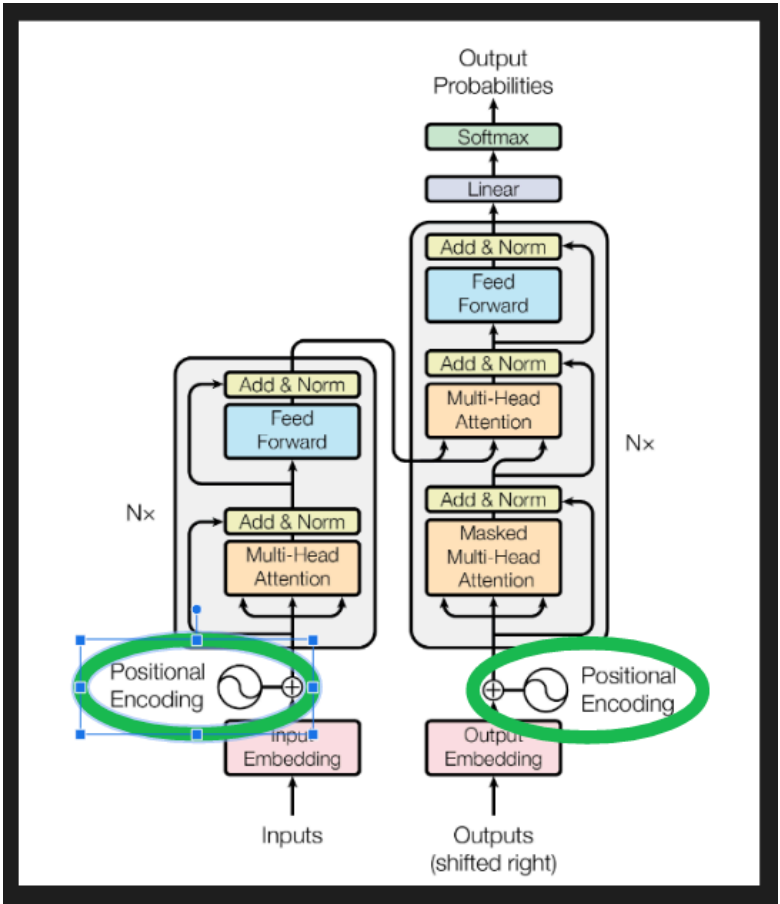 Output
Probabilities
Softmax
Linear
Add & Norm
Feed
Forward
Add & Norm
Multi-Head
Attention
Add & Norm
Masked
Multi-Head
Attention
Nx
Add & Norm
Feed
Forward
Add & Norm
Multi-Head
Attention
Nx
Positional
Encoding
Input
Embedding
Inputs
Positional
Encoding
Output
Embedding
Outputs
(shifted right)